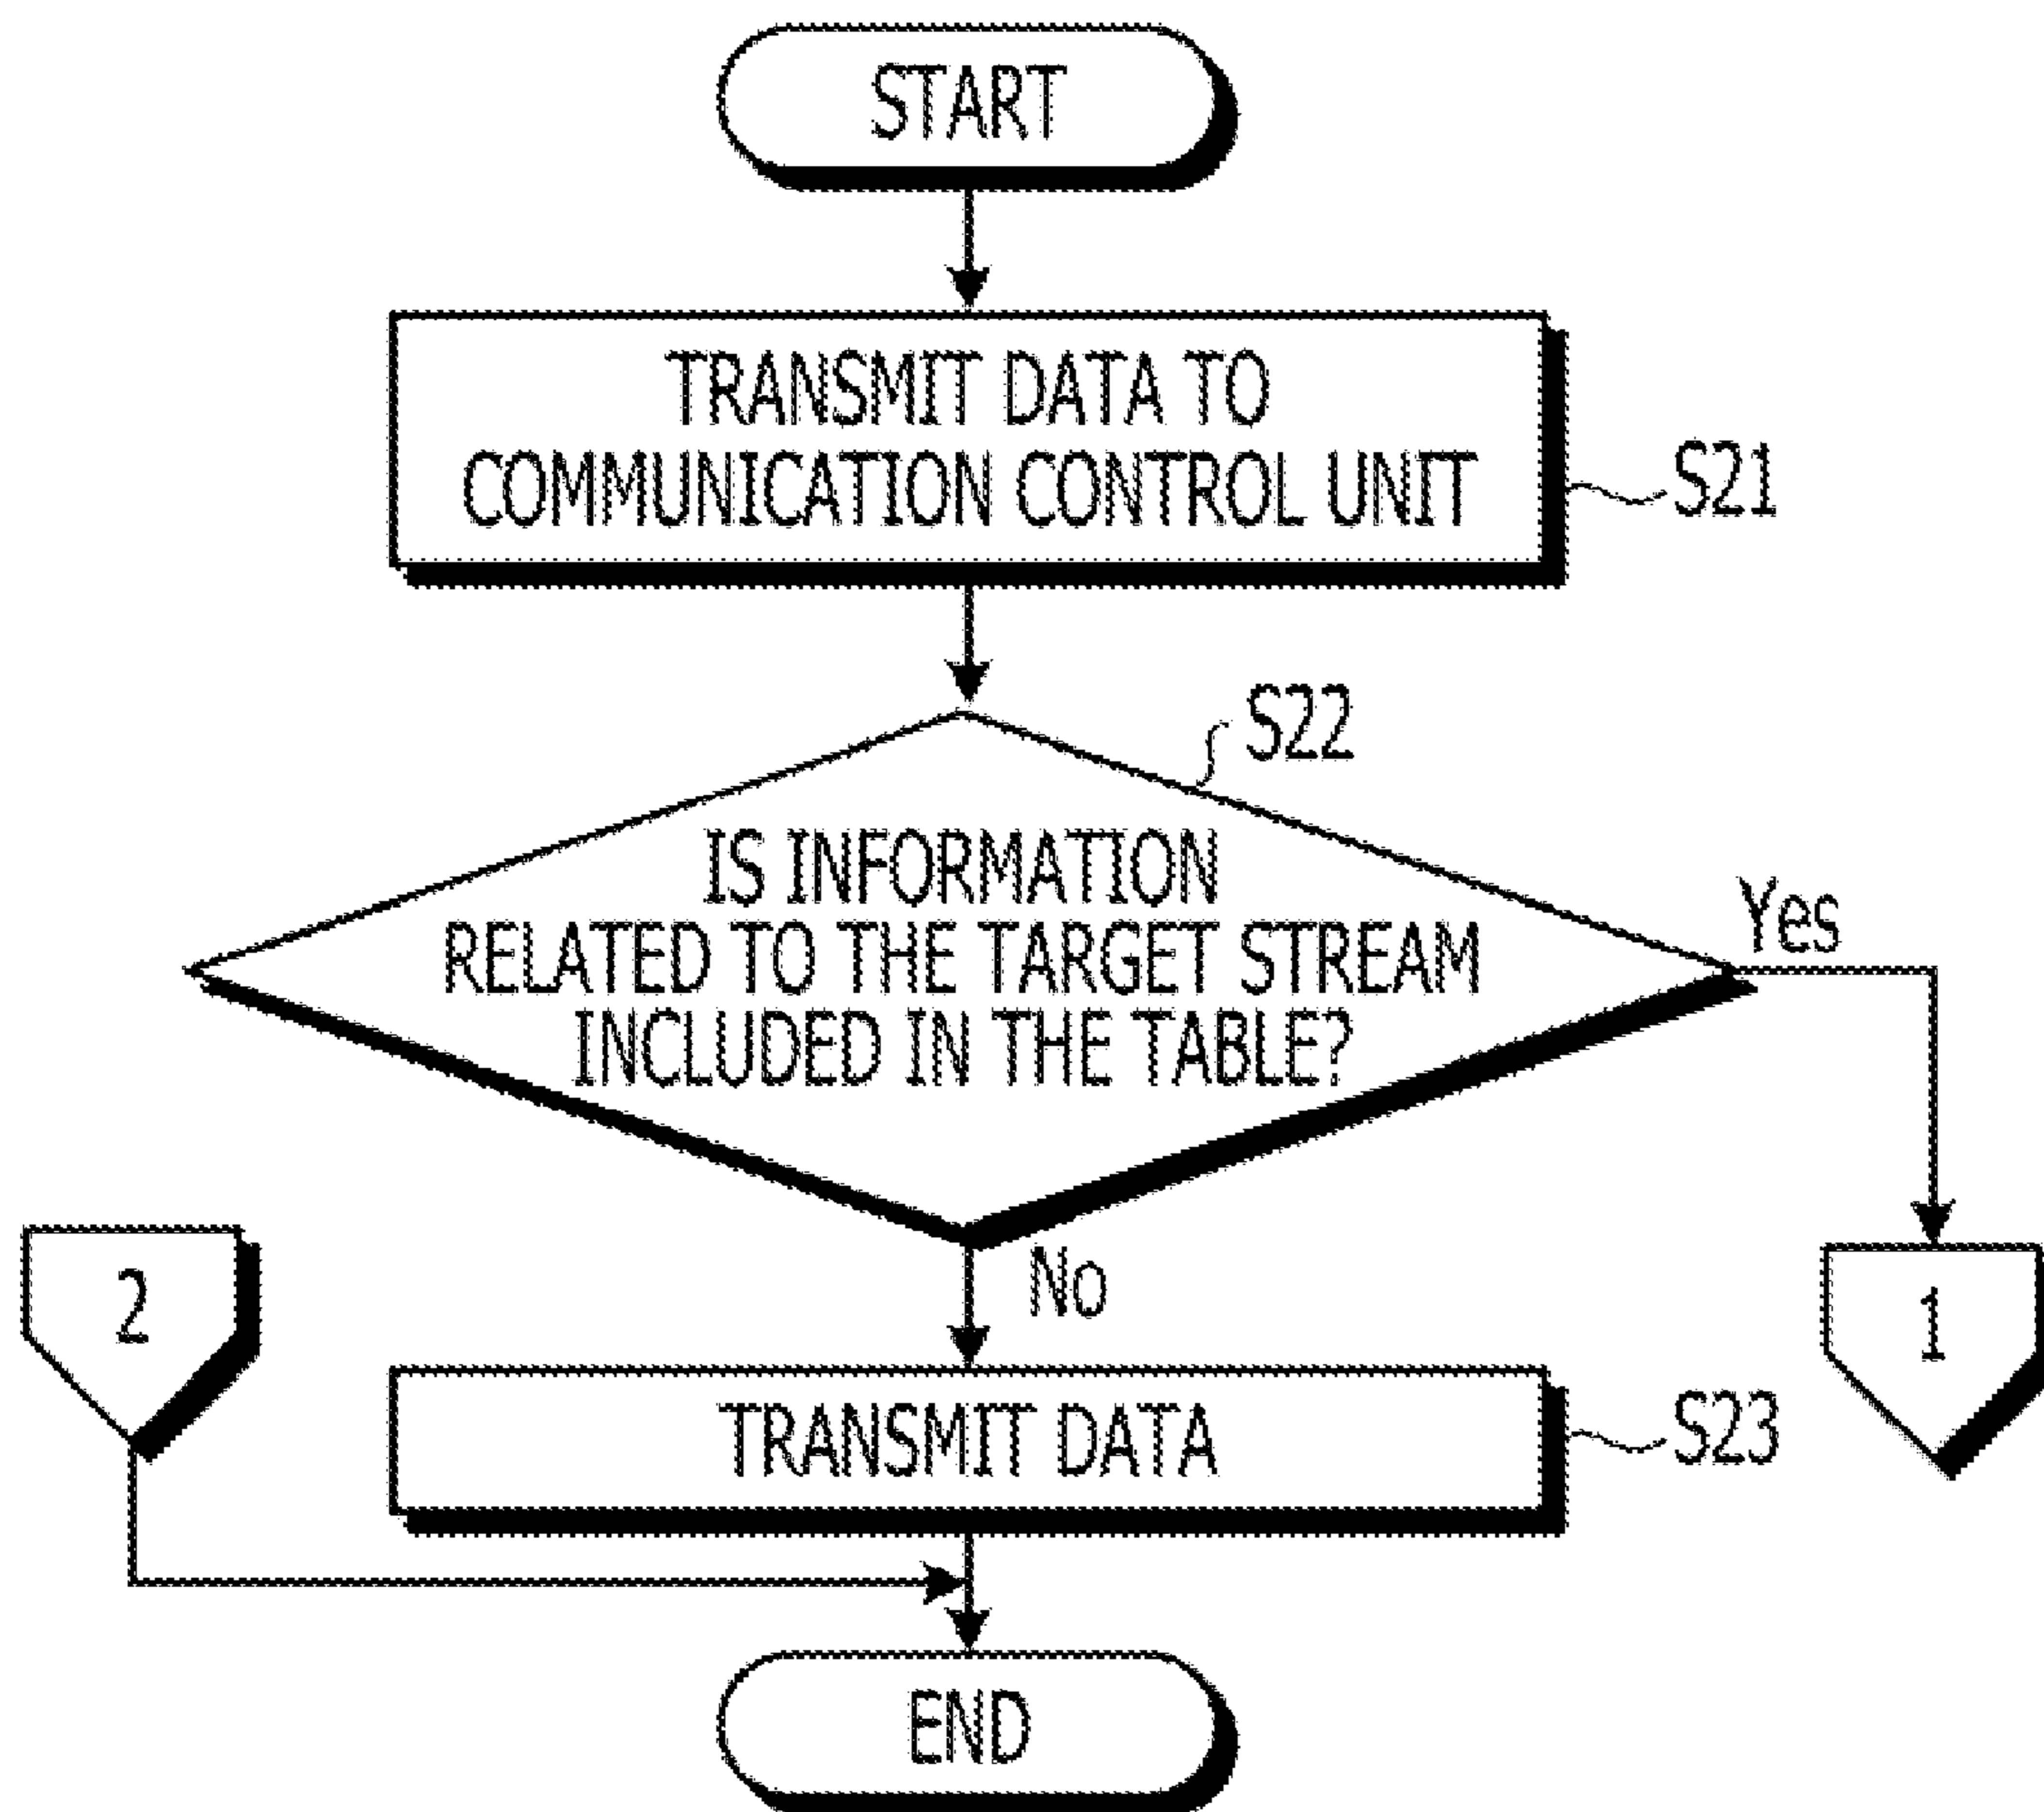 START
TRANSMIT DATA TO
COMMUNICATION CONTROL UNIT
S21
S22
IS INFORMATION
RELATED TO THE TARGET STREAM
INCLUDED IN THE TABLE?
Yes
No
2
1
TRANSMIT DATA
S23
END